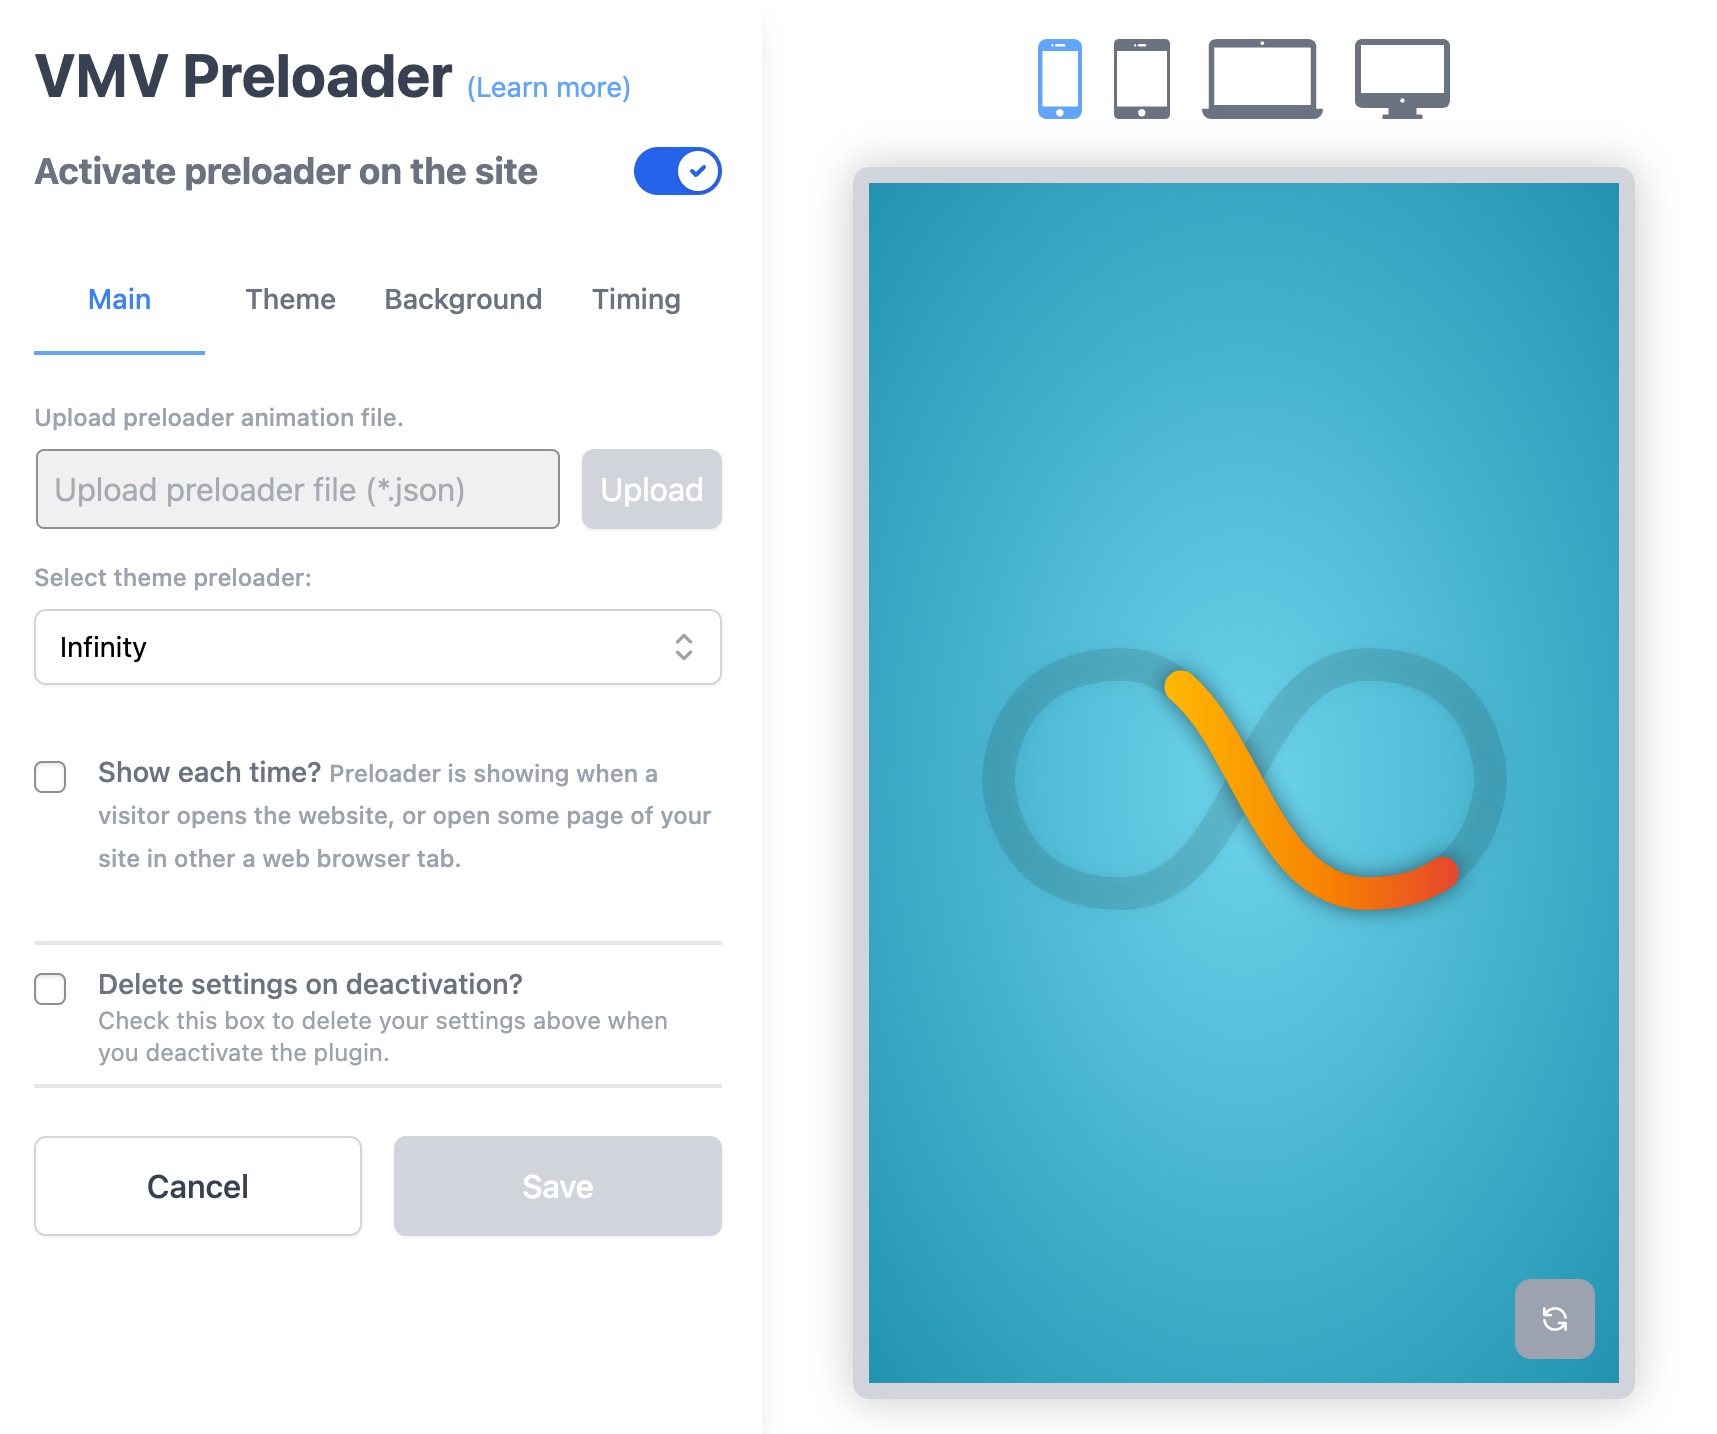 VMV Preloader (Learn more)
Activate preloader on the site
Main Theme Background Timing
Upload preloader animation file.
Upload preloader file (*.json) Upload
Select theme preloader:
Infinity
Show each time? Preloader is showing when a
visitor opens the website, or open some page of your
site in other a web browser tab.
Delete settings on deactivation?
Check this box to delete your settings above when
you deactivate the plugin.
Cancel Save